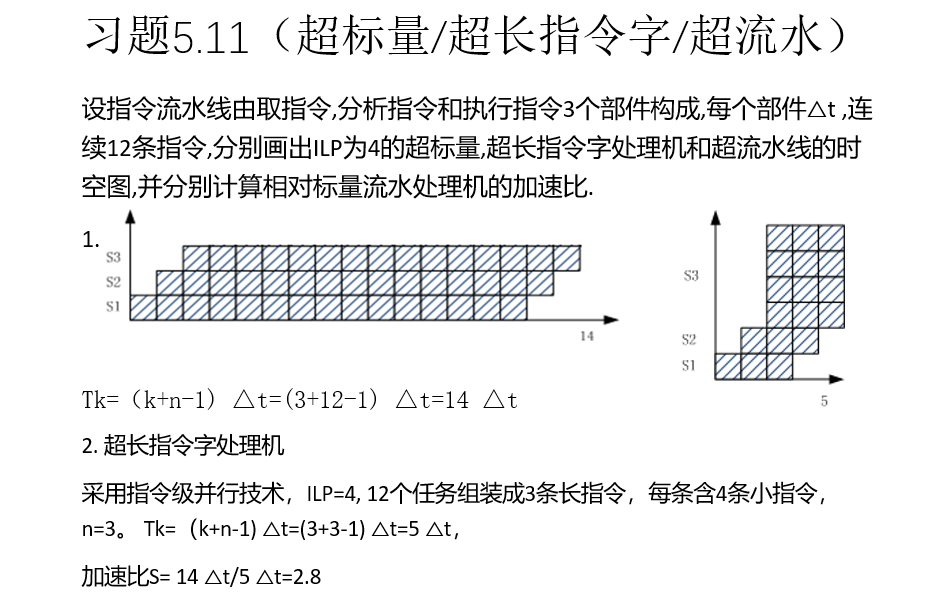 习题5.11（超标量/超长指令字/超流水）
设指令流水线由取指令,分析指令和执行指令3个部件构成,每个部件△t ,连
续12条指令,分别画出ILP为4的超标量,超长指令字处理机和超流水线的时
空图,并分别计算相对标量流水处理机的加速比.
1.
S3
S2
S1
14
S3
S2
S1
5
Tk=（k+n-1) △t=(3+12-1) △t=14 △t
2. 超长指令字处理机
采用指令级并行技术，ILP=4, 12个任务组装成3条长指令，每条含4条小指令，
n=3。 Tk=（k+n-1) △t=(3+3-1) △t=5 △t，
加速比S= 14 △t/5 △t=2.8